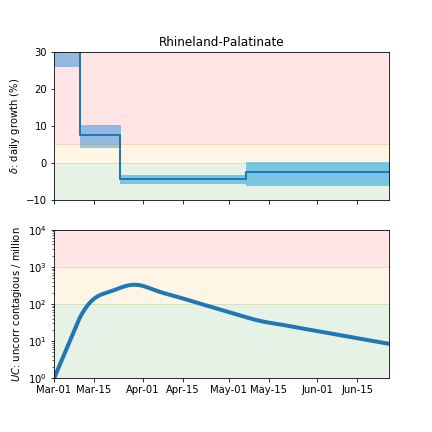 Rhineland-Palatinate
δ: daily growth (%)
30
20
10
0
−10
UC: uncorr contagious / million
10⁴
10³
10²
10¹
10⁰
Mar-01 Mar-15 Apr-01 Apr-15 May-01 May-15 Jun-01 Jun-15